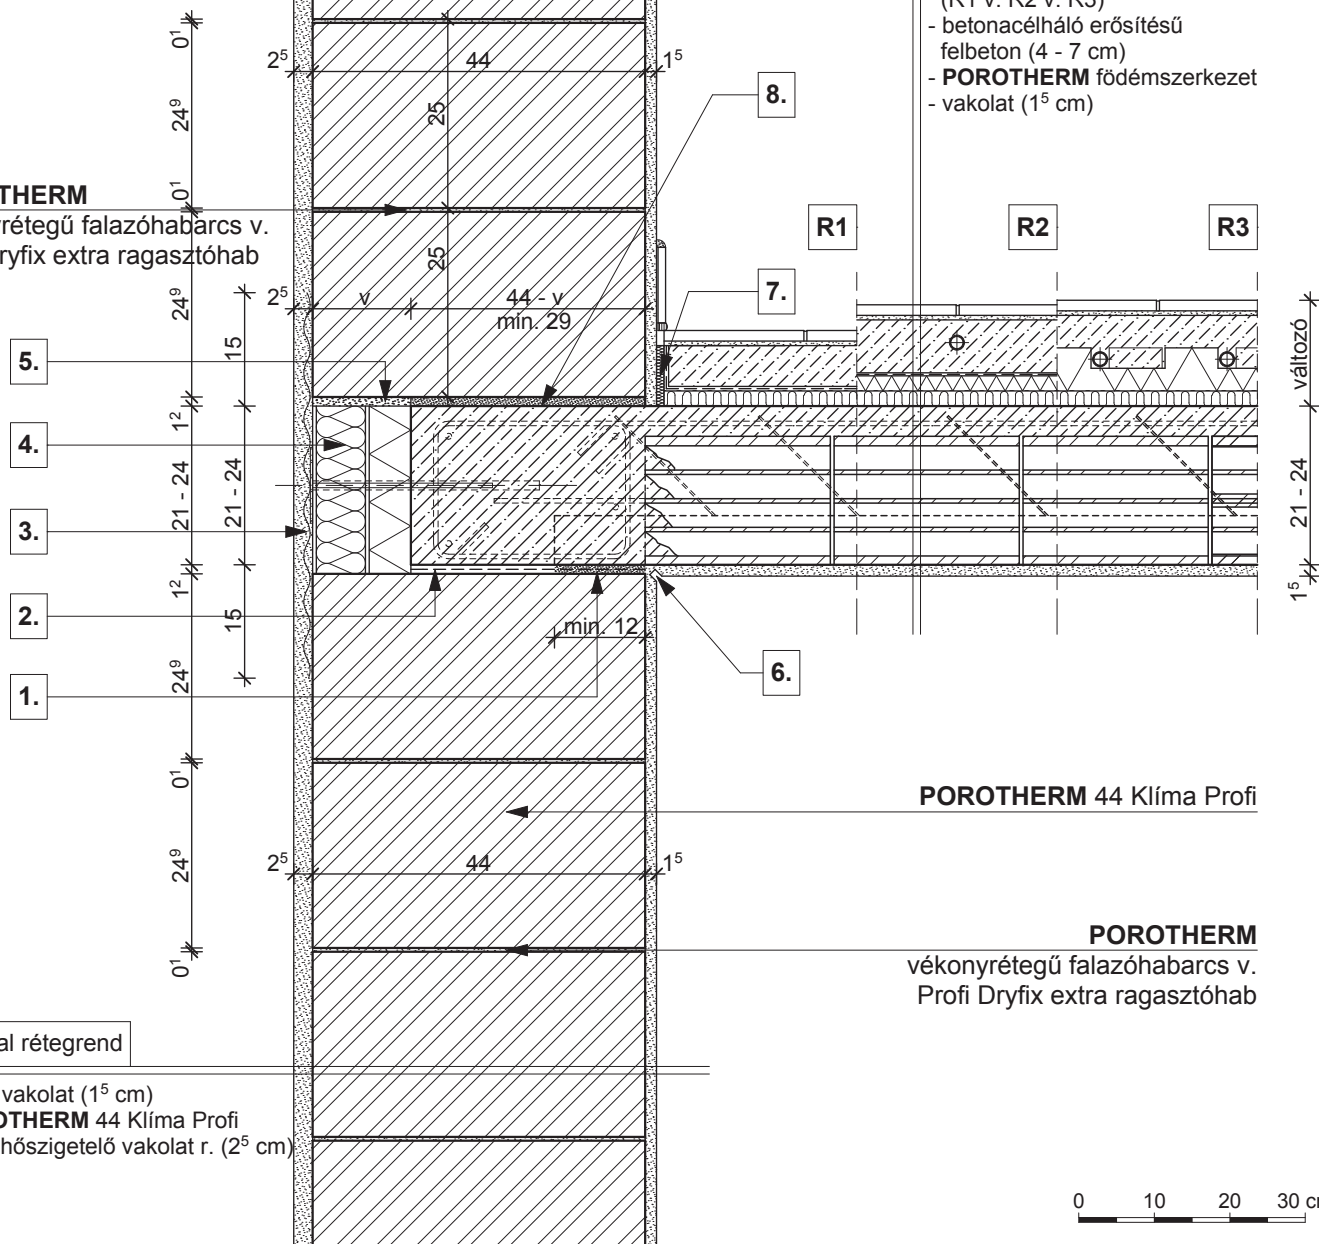 (R1 v. R2 v. R3)
- betonacélháló erősítésű
felbeton (4 - 7 cm)
- POROTHERM födémszerkezet
- vakolat (1⁵ cm)
0¹
2⁵
44
1⁵
8.
24⁹
25
0¹
THERM
rétegű falazóhabarcs v.
ryfix extra ragasztóhab
R1
R2
R3
25
24⁹
2⁵
v
44 - v
min. 29
7.
15
változó
5.
1²
4.
21 - 24
21 - 24
21 - 24
3.
1²
1⁵
2.
15
min. 12
24⁹
6.
1.
0¹
POROTHERM 44 Klíma Profi
24⁹
2⁵
44
1⁵
POROTHERM
vékonyrétegű falazóhabarcs v.
Profi Dryfix extra ragasztóhab
0¹
al rétegrend
vakolat (1⁵ cm)
OTHERM 44 Klíma Profi
hőszigetelő vakolat r. (2⁵ cm)
0 10 20 30 cm